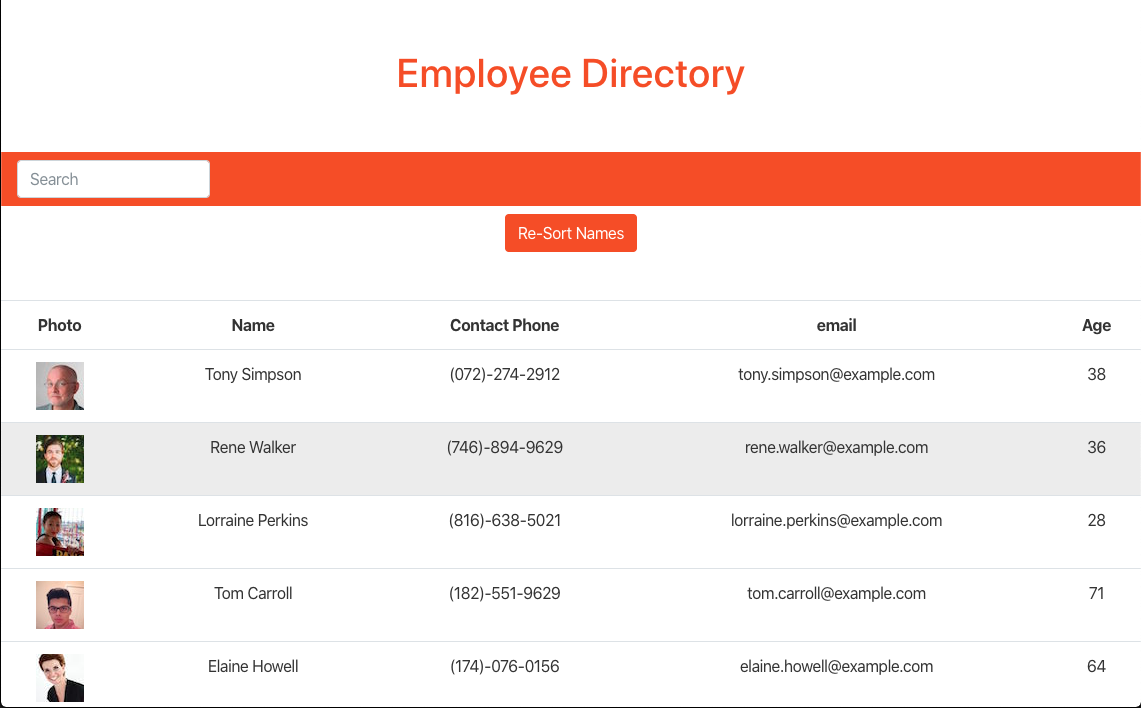 Employee Directory
Search
Re-Sort Names
Photo Name Contact Phone email Age
Tony Simpson (072)-274-2912 tony.simpson@example.com 38
Rene Walker (746)-894-9629 rene.walker@example.com 36
Lorraine Perkins (816)-638-5021 lorraine.perkins@example.com 28
Tom Carroll (182)-551-9629 tom.carroll@example.com 71
Elaine Howell (174)-076-0156 elaine.howell@example.com 64